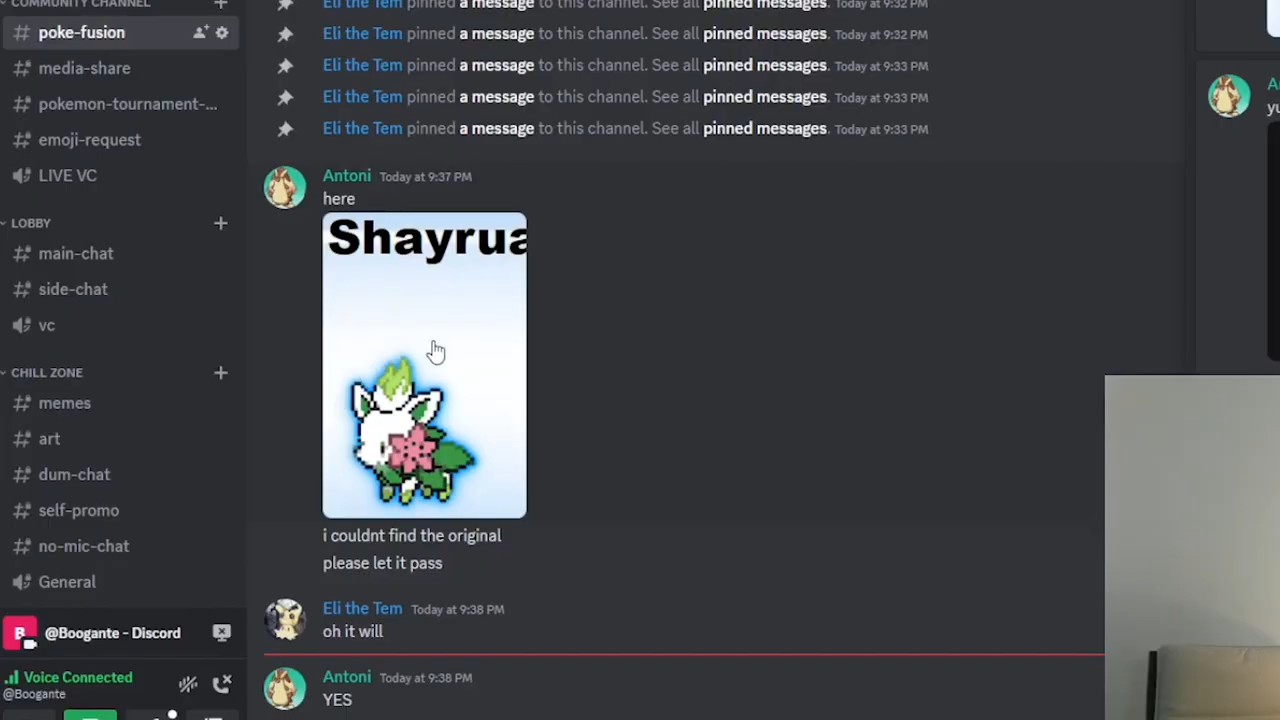 COMMUNITY CHANNEL
poke-fusion
media-share
pokemon-tournament-...
emoji-request
LIVE VC
LOBBY
main-chat
side-chat
vc
CHILL ZONE
memes
art
dum-chat
self-promo
no-mic-chat
General
@Boogante - Discord
Voice Connected
@Boogante
Eli the Tem pinned a message to this channel. See all pinned messages. Today at 9:32 PM
Eli the Tem pinned a message to this channel. See all pinned messages. Today at 9:32 PM
Eli the Tem pinned a message to this channel. See all pinned messages. Today at 9:33 PM
Eli the Tem pinned a message to this channel. See all pinned messages. Today at 9:33 PM
Eli the Tem pinned a message to this channel. See all pinned messages. Today at 9:33 PM
Antoni Today at 9:37 PM
here
Shayrua
i couldnt find the original
please let it pass
Eli the Tem Today at 9:38 PM
oh it will
Antoni Today at 9:38 PM
YES